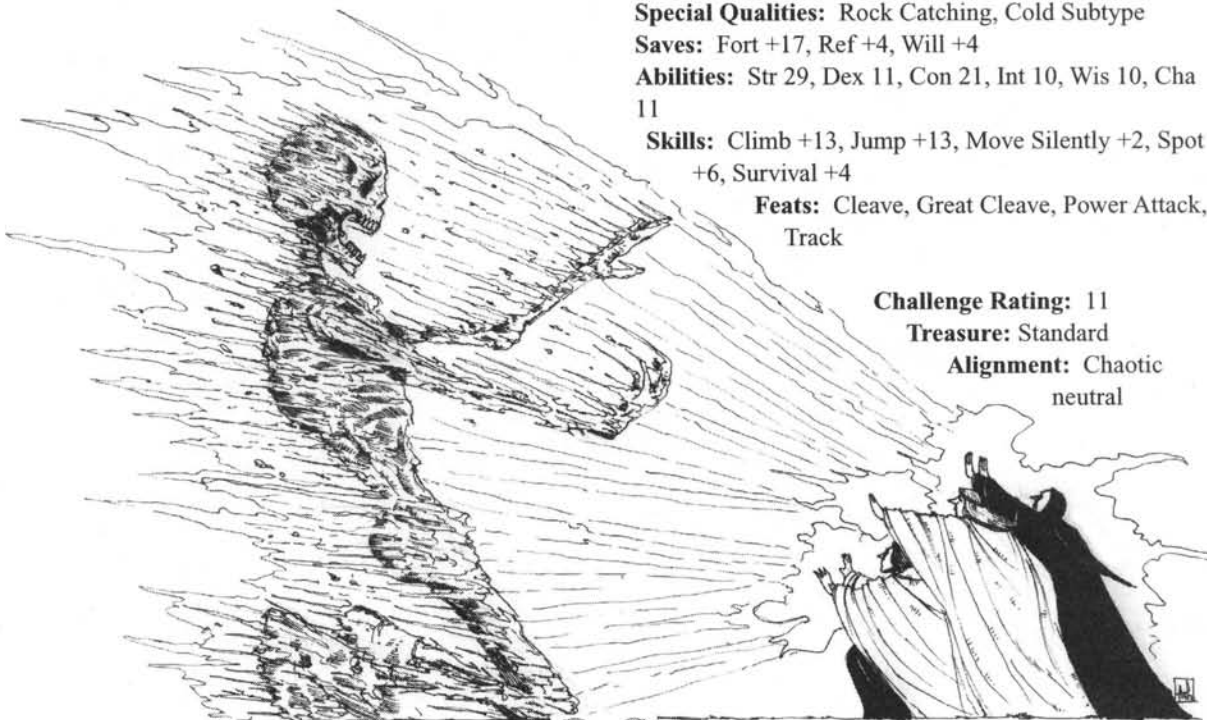 Special Qualities: Rock Catching, Cold Subtype
Saves: Fort +17, Ref +4, Will +4
Abilities: Str 29, Dex 11, Con 21, Int 10, Wis 10, Cha
11
Skills: Climb +13, Jump +13, Move Silently +2, Spot
+6, Survival +4
Feats: Cleave, Great Cleave, Power Attack,
Track
Challenge Rating: 11
Treasure: Standard
Alignment: Chaotic
neutral